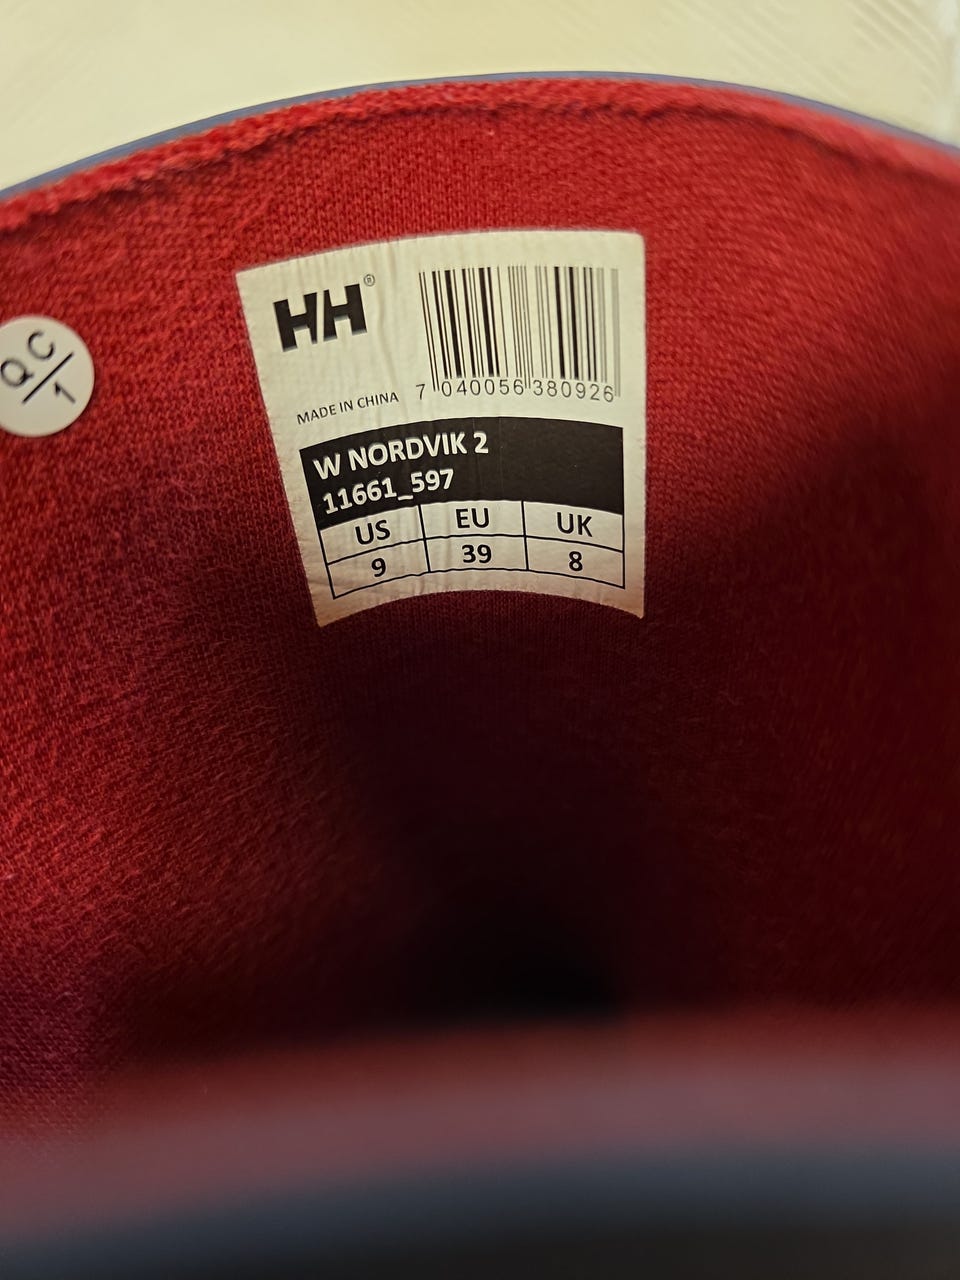 HH®
7 040056 380926
MADE IN CHINA
QC/1
W NORDVIK 2
11661_597
US EU UK
9 39 8